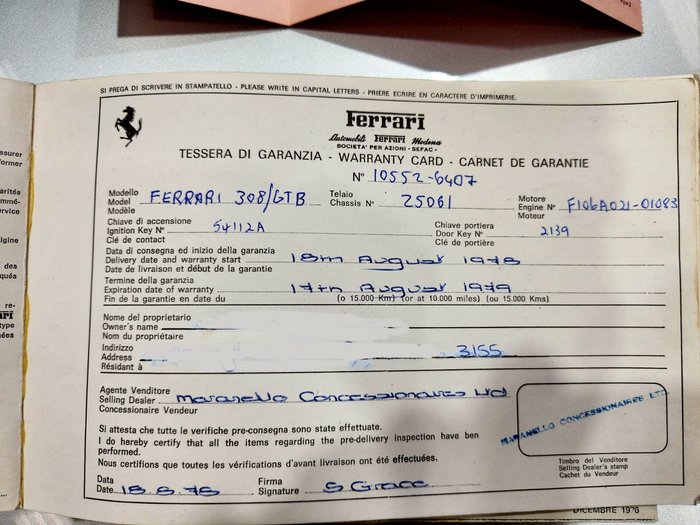 SI PREGA DI SCRIVERE IN STAMPATELLO - PLEASE WRITE IN CAPITAL LETTERS - PRIERE ECRIRE EN CARACTERE D'IMPRIMERIE.
Ferrari
Automobili Ferrari Modena
SOCIETA' PER AZIONI - SEFAC -
TESSERA DI GARANZIA - WARRANTY CARD - CARNET DE GARANTIE
N° 10552-6407
Modello
Model FERRARI 308/GTB
Modèle
Telaio
Chassis N° 25061
Motore
Engine N° F106A021-01083
Moteur
Chiave di accensione
Ignition Key N° 54112A
Clé de contact
Chiave portiera
Door Key N° 2139
Clé de portière
Data di consegna ed inizio della garanzia
Delivery date and warranty start 18TH August 1978
Date de livraison et début de la garantie
Termine della garanzia
Expiration date of warranty 17TH August 1979
Fin de la garantie en date du (o 15.000 Km) (or at 10.000 miles) (ou 15.000 Kms)
Nome del proprietario
Owner's name
Nom du propriétaire
Indirizzo
Address 3155
Résidant à
Agente Venditore
Selling Dealer Maranello Concessionaires Ltd
Concessionaire Vendeur
MARANELLO CONCESSIONAIRES LTD
Si attesta che tutte le verifiche pre-consegna sono state effettuate.
I do hereby certify that all the items regarding the pre-delivery inspection have ben
performed.
Nous certifions que toutes les vérifications d'avant livraison ont été effectuées.
Timbro del Venditore
Selling Dealer's stamp
Cachet du Vendeur
Data
Date 18.8.78
Firma
Signature S Grace
DICEMBRE 1976